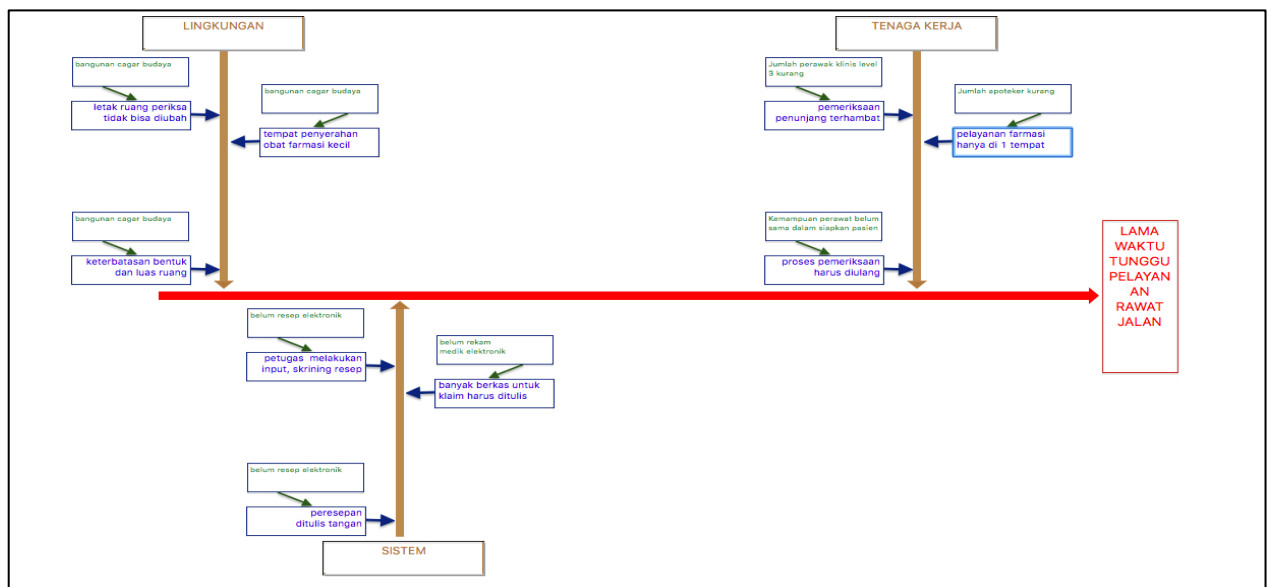 LINGKUNGAN
bangunan cagar budaya
letak ruang periksa
tidak bisa diubah
bangunan cagar budaya
tempat penyerahan
obat farmasi kecil
bangunan cagar budaya
keterbatasan bentuk
dan luas ruang
TENAGA KERJA
Jumlah perawak klinis level
3 kurang
pemeriksaan
penunjang terhambat
Jumlah apoteker kurang
pelayanan farmasi
hanya di 1 tempat
Kemampuan perawat belum
sama dalam siapkan pasien
proses pemeriksaan
harus diulang
LAMA
WAKTU
TUNGGU
PELAYAN
AN
RAWAT
JALAN
belum resep elektronik
petugas melakukan
input, skrining resep
belum rekam
medik elektronik
banyak berkas untuk
klaim harus ditulis
belum resep elektronik
peresepan
ditulis tangan
SISTEM